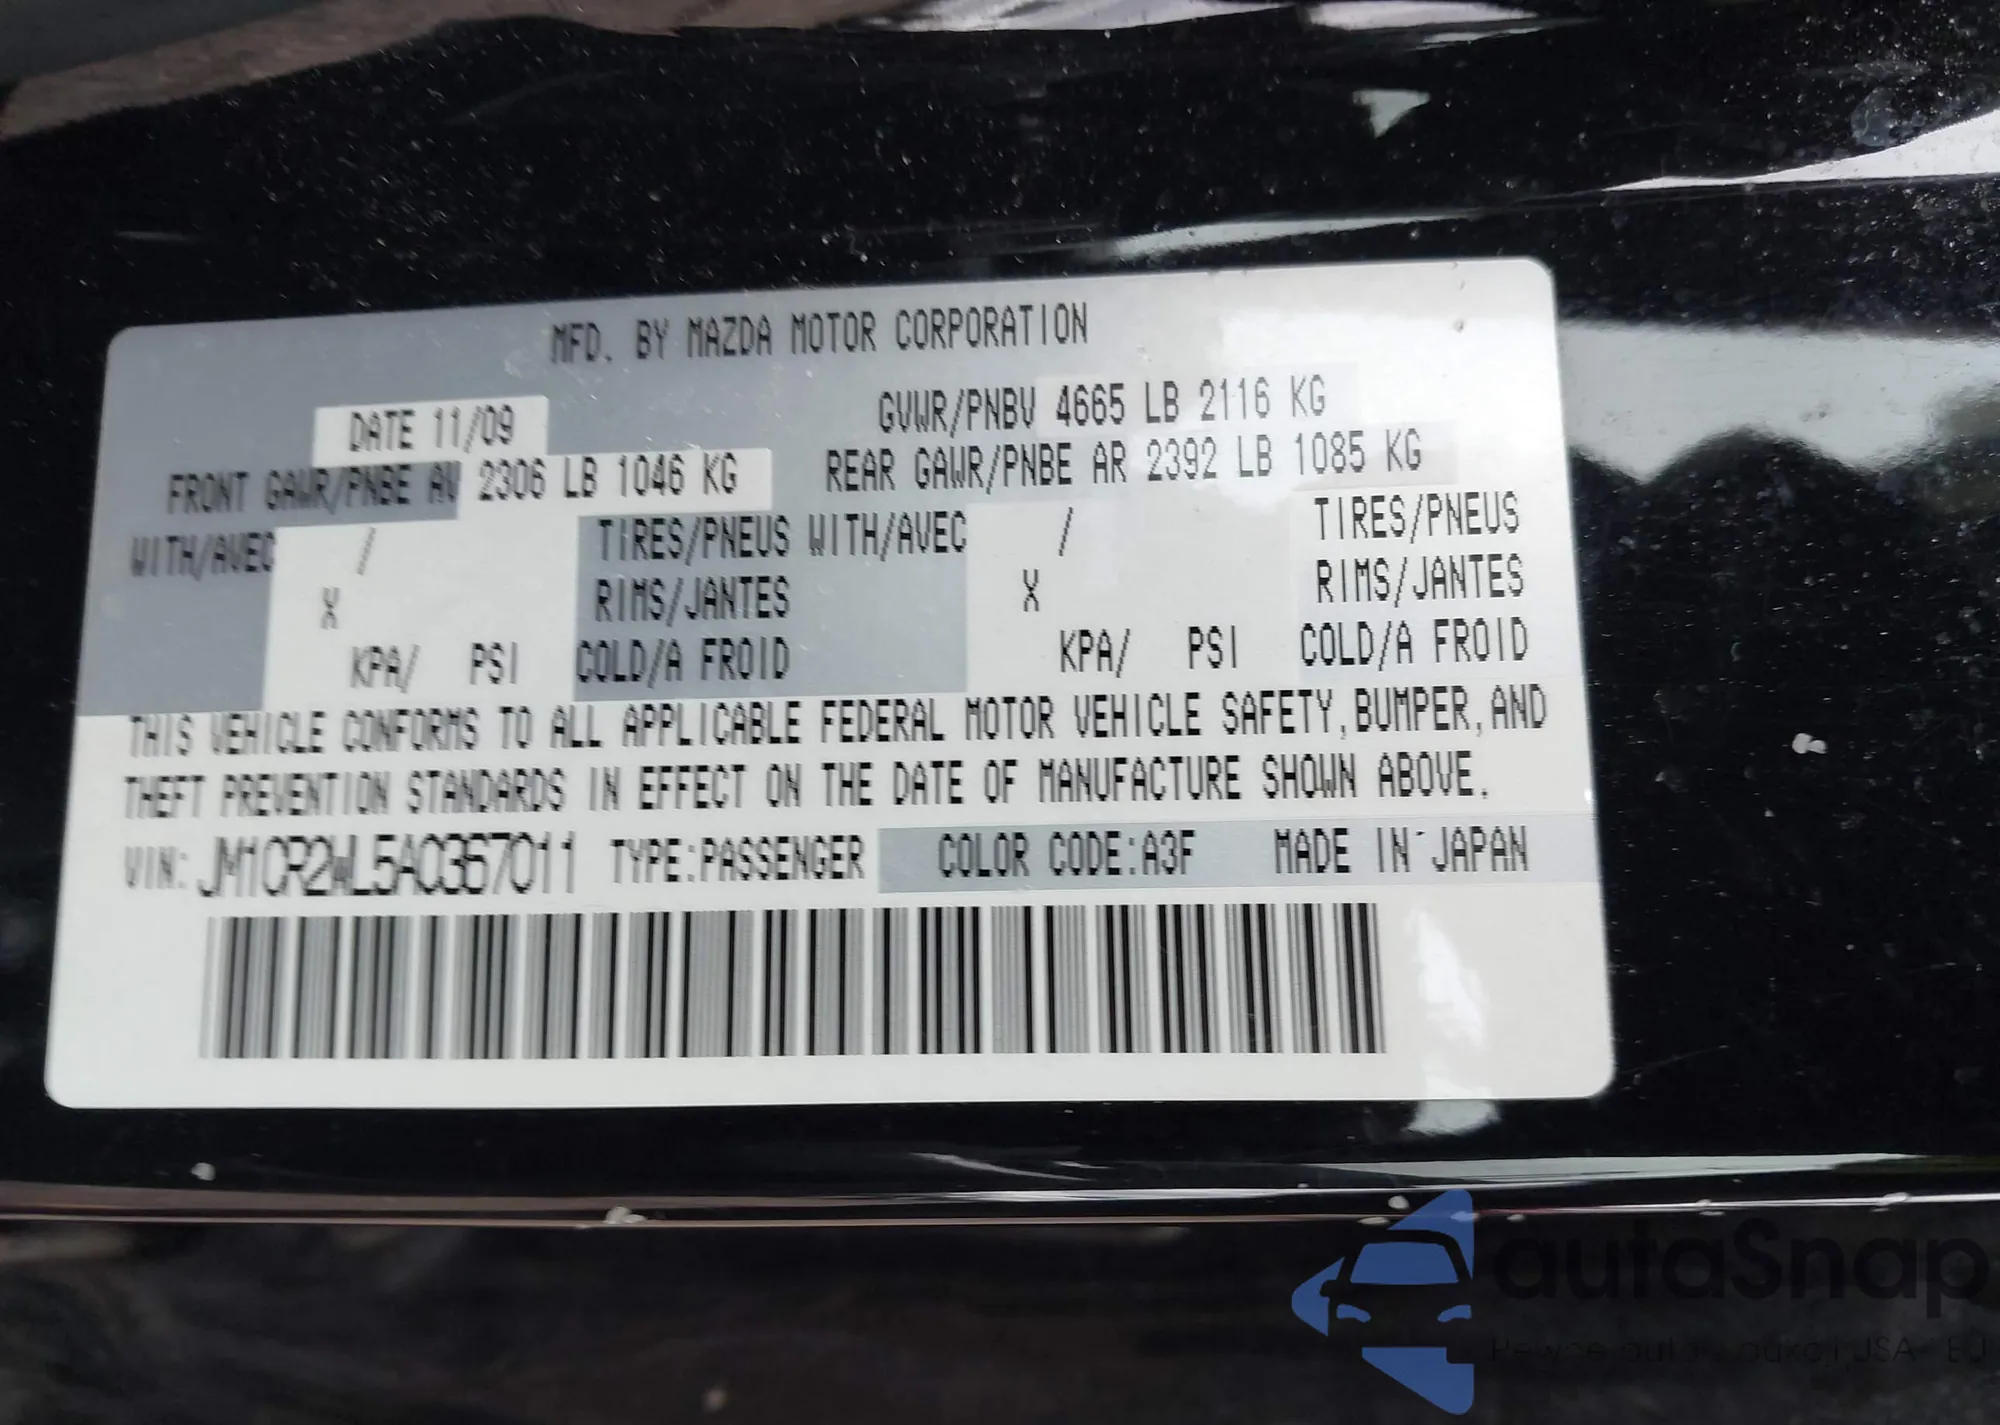 MFD. BY MAZDA MOTOR CORPORATION
DATE 11/09
GVWR/PNBV 4665 LB 2116 KG
FRONT GAWR/PNBE AV 2306 LB 1046 KG
REAR GAWR/PNBE AR 2392 LB 1085 KG
WITH/AVEC / TIRES/PNEUS WITH/AVEC / TIRES/PNEUS
X RIMS/JANTES X RIMS/JANTES
KPA/ PSI COLD/A FROID KPA/ PSI COLD/A FROID
THIS VEHICLE CONFORMS TO ALL APPLICABLE FEDERAL MOTOR VEHICLE SAFETY,BUMPER,AND
THEFT PREVENTION STANDARDS IN EFFECT ON THE DATE OF MANUFACTURE SHOWN ABOVE.
VIN: JM1CR2WL5A0367011 TYPE:PASSENGER COLOR CODE:A3F MADE IN JAPAN
autaSnap